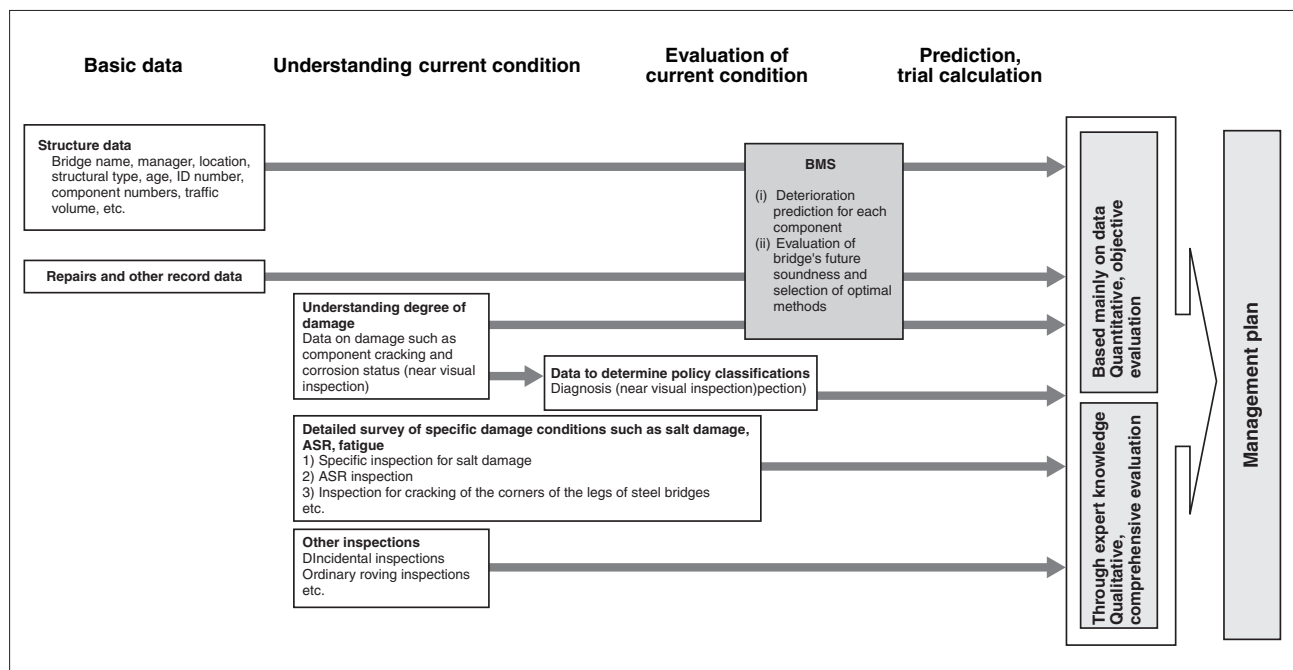 Basic data
Understanding current condition
Evaluation of
current condition
Prediction,
trial calculation
Structure data
Bridge name, manager, location,
structural type, age, ID number,
component numbers, traffic
volume, etc.
Repairs and other record data
Understanding degree of
damage
Data on damage such as
component cracking and
corrosion status (near visual
inspection)
BMS
(i) Deterioration
prediction for each
component
(ii) Evaluation of
bridge's future
soundness and
selection of optimal
methods
Data to determine policy classifications
Diagnosis (near visual inspection)pection)
Detailed survey of specific damage conditions such as salt damage,
ASR, fatigue
1) Specific inspection for salt damage
2) ASR inspection
3) Inspection for cracking of the corners of the legs of steel bridges
etc.
Other inspections
DIncidental inspections
Ordinary roving inspections
etc.
Based mainly on data
Quantitative, objective
evaluation
Through expert knowledge
Qualitative,
comprehensive evaluation
Management plan